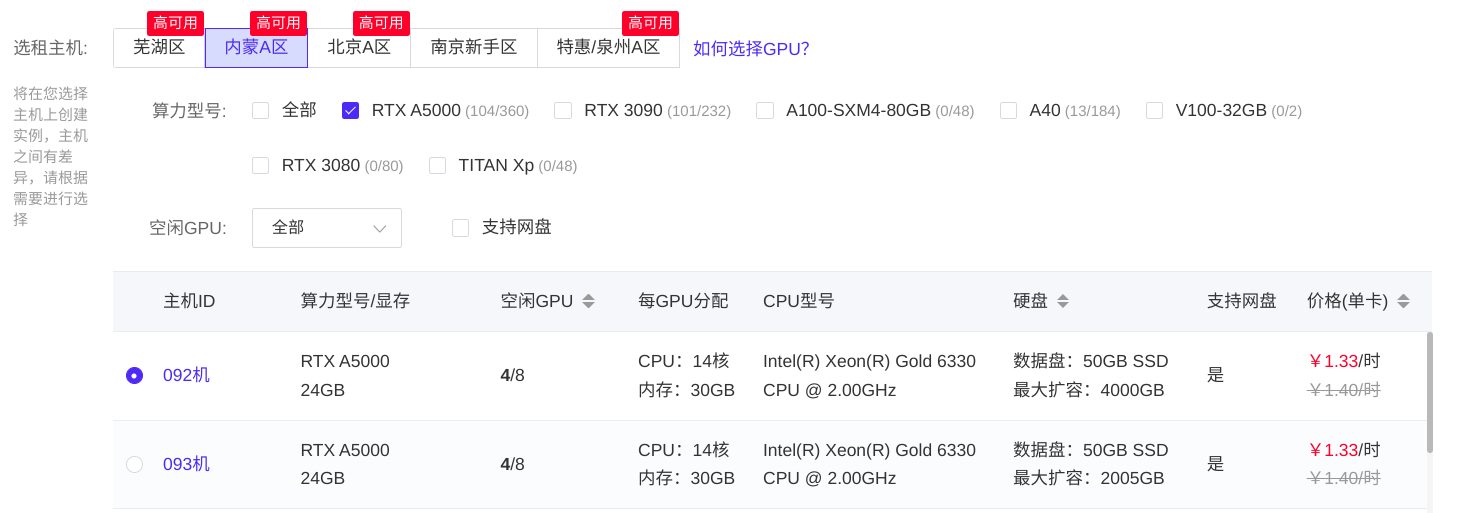 高可用 高可用 高可用 高可用
选租主机: 芜湖区 内蒙A区 北京A区 南京新手区 特惠/泉州A区 如何选择GPU?
将在您选择
主机上创建
实例，主机
之间有差
异，请根据
需要进行选
择
算力型号: 全部 RTX A5000 (104/360) RTX 3090 (101/232) A100-SXM4-80GB (0/48) A40 (13/184) V100-32GB (0/2)
RTX 3080 (0/80) TITAN Xp (0/48)
空闲GPU: 全部 支持网盘
主机ID 算力型号/显存 空闲GPU 每GPU分配 CPU型号 硬盘 支持网盘 价格(单卡)
092机 RTX A5000 4/8 CPU：14核 Intel(R) Xeon(R) Gold 6330 数据盘：50GB SSD 是 ￥1.33/时
24GB 内存：30GB CPU @ 2.00GHz 最大扩容：4000GB ￥1.40/时
093机 RTX A5000 4/8 CPU：14核 Intel(R) Xeon(R) Gold 6330 数据盘：50GB SSD 是 ￥1.33/时
24GB 内存：30GB CPU @ 2.00GHz 最大扩容：2005GB ￥1.40/时